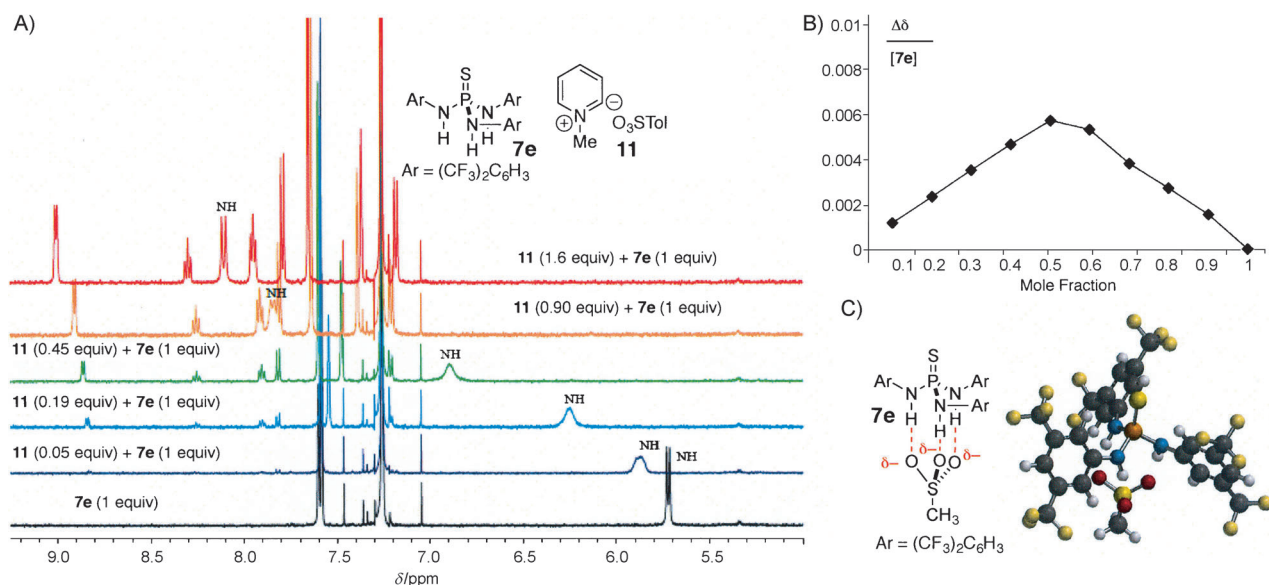 A)
S
P
Ar
N
H
N
Ar
N
Ar
H
H
7e
Ar = (CF₃)₂C₆H₃
N
⊕
Me
⊖
O₃STol
11
NH
11 (1.6 equiv) + 7e (1 equiv)
NH
11 (0.90 equiv) + 7e (1 equiv)
11 (0.45 equiv) + 7e (1 equiv)
NH
11 (0.19 equiv) + 7e (1 equiv)
NH
11 (0.05 equiv) + 7e (1 equiv)
NH
NH
7e (1 equiv)
9.0 8.5 8.0 7.5 7.0 6.5 6.0 5.5
δ/ppm
B)
Δδ
[7e]
0.01
0.008
0.006
0.004
0.002
0
0.1 0.2 0.3 0.4 0.5 0.6 0.7 0.8 0.9 1
Mole Fraction
C)
S
P
Ar
N
H
N
Ar
N
Ar
H
H
7e
δ–
O
δ–
O
O
δ–
S
CH₃
Ar = (CF₃)₂C₆H₃